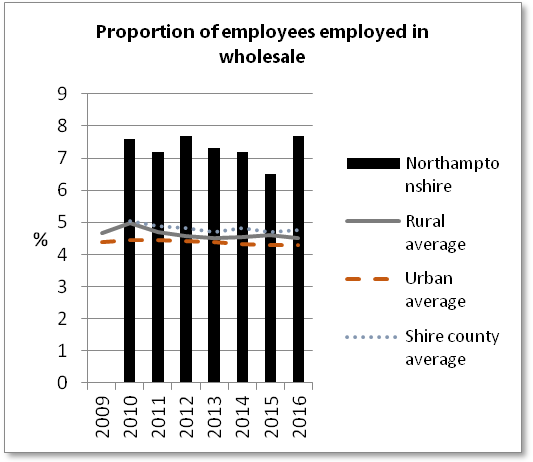 Proportion of employees employed in
wholesale
9
8
7
6
5
4
3
2
1
0
%
2009
2010
2011
2012
2013
2014
2015
2016
Northampto
nshire
Rural
average
Urban
average
Shire county
average